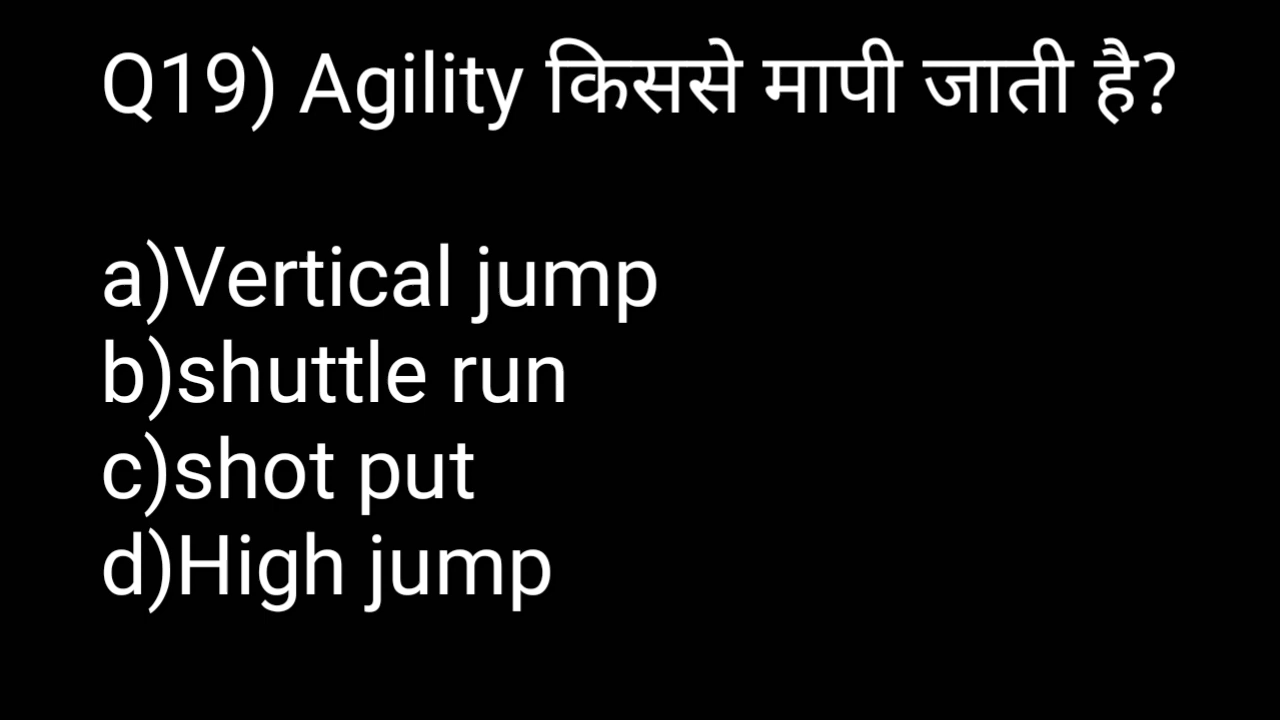 Q19) Agility किससे मापी जाती है?
a)Vertical jump
b)shuttle run
c)shot put
d)High jump